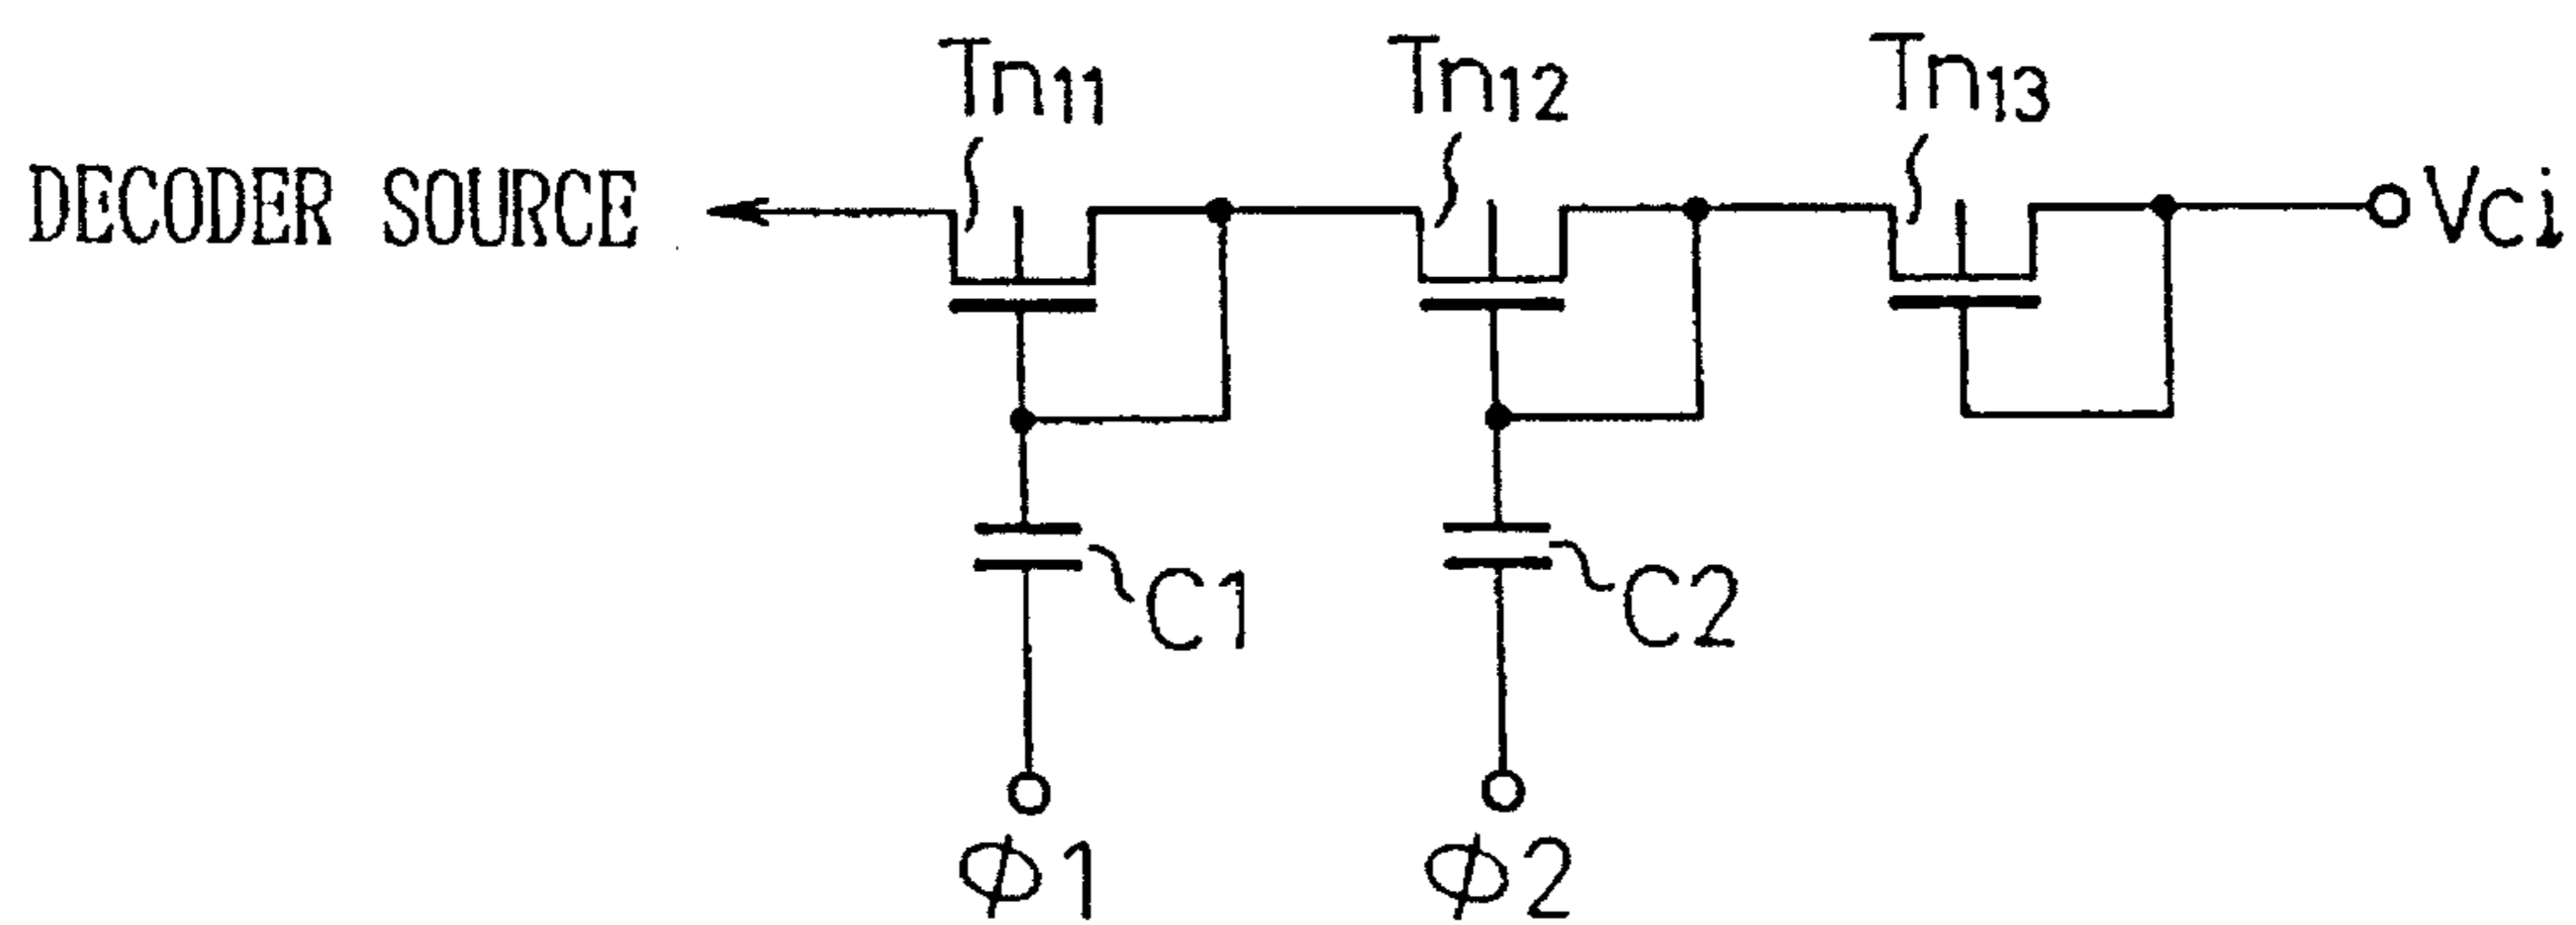 Tn11
Tn12
Tn13
DECODER SOURCE
Vci
C1
C2
φ1
φ2